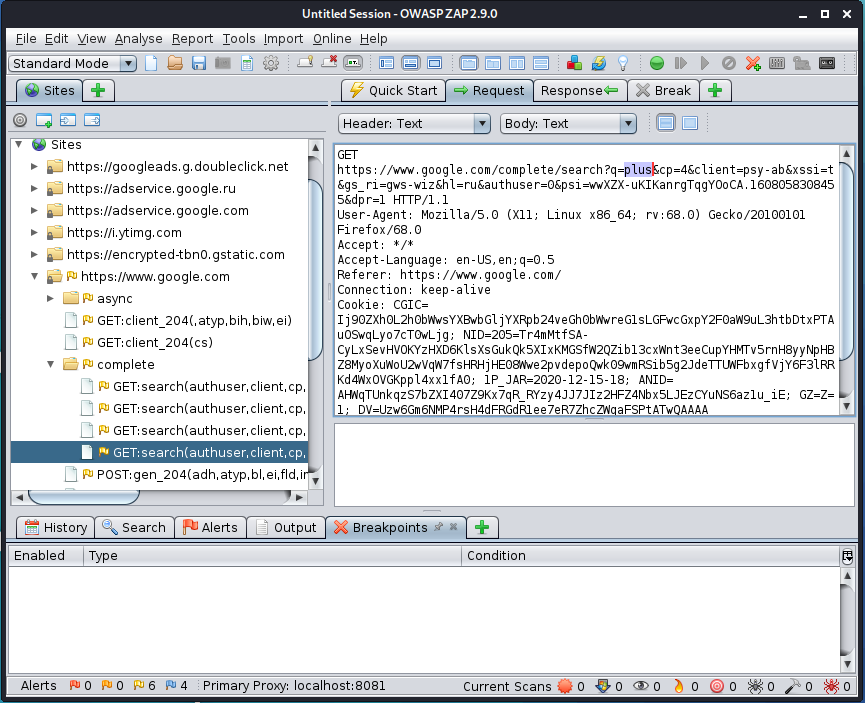 Untitled Session - OWASP ZAP 2.9.0
File Edit View Analyse Report Tools Import Online Help
Standard Mode
Sites
Quick Start Request Response Break
Header: Text Body: Text
Sites
https://googleads.g.doubleclick.net
https://adservice.google.ru
https://adservice.google.com
https://i.ytimg.com
https://encrypted-tbn0.gstatic.com
https://www.google.com
async
GET:client_204(,atyp,bih,biw,ei)
GET:client_204(cs)
complete
GET:search(authuser,client,cp,
GET:search(authuser,client,cp,
GET:search(authuser,client,cp,
GET:search(authuser,client,cp,
POST:gen_204(adh,atyp,bl,ei,fld,in
GET
https://www.google.com/complete/search?q=plus&cp=4&client=psy-ab&xssi=t
&gs_ri=gws-wiz&hl=ru&authuser=0&psi=wwXZX-uKIKanrgTqgYOoCA.160805830845
5&dpr=1 HTTP/1.1
User-Agent: Mozilla/5.0 (X11; Linux x86_64; rv:68.0) Gecko/20100101
Firefox/68.0
Accept: */*
Accept-Language: en-US,en;q=0.5
Referer: https://www.google.com/
Connection: keep-alive
Cookie: CGIC=
Ij90ZXh0L2h0bWwsYXBwbGljYXRpb24veGh0bWwreG1sLGFwcGxpY2F0aW9uL3htbDtxPTA
uOSwqLyo7cT0wLjg; NID=205=Tr4mMtfSA-
CyLxSevHVOKYzHXD6KlsXsGukQk5XIxKMGSfW2QZib13cxWnt3eeCupYHMTv5rnH8yyNpHB
Z8MyoXuWoU2wVqW7fsHRHjHE08Wwe2pvdepoQwk09wmRSib5g2JdeTTUWFbxgfVjY6F3lRR
Kd4WxOVGKppl4xx1fA0; 1P_JAR=2020-12-15-18; ANID=
AHWqTUnkqzS7bZXI407Z9Kx7qR_RYzy4JJ7JIz2HFZ4Nbx5LJEzCYuNS6azlu_iE; GZ=Z=
1; DV=Uzw6Gm6NMP4rsH4dFRGdRlee7eR7ZhcZWqaFSPtATwQAAAA
History Search Alerts Output Breakpoints
Enabled Type Condition
Alerts 0 0 6 4 Primary Proxy: localhost:8081 Current Scans 0 0 0 0 0 0 0 0